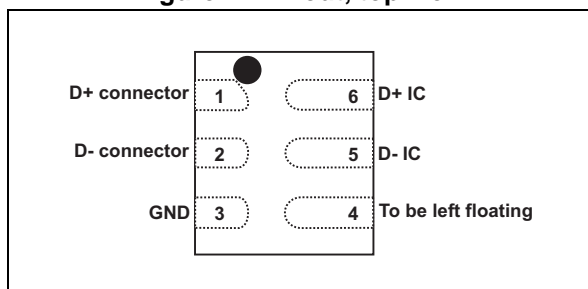 D+ connector 1 6 D+ IC
D- connector 2 5 D- IC
GND 3 4 To be left floating